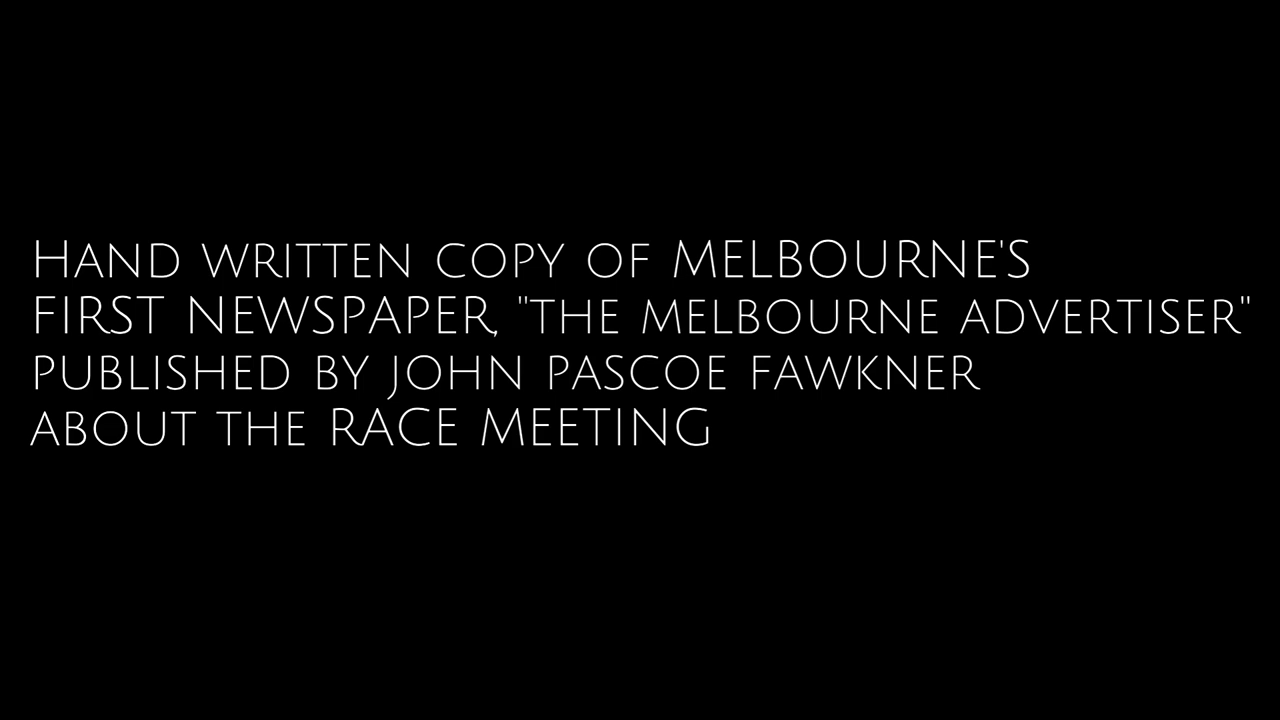 Hand written copy of MELBOURNE'S
FIRST NEWSPAPER, "the melbourne advertiser"
published by john pascoe fawkner
about the RACE MEETING